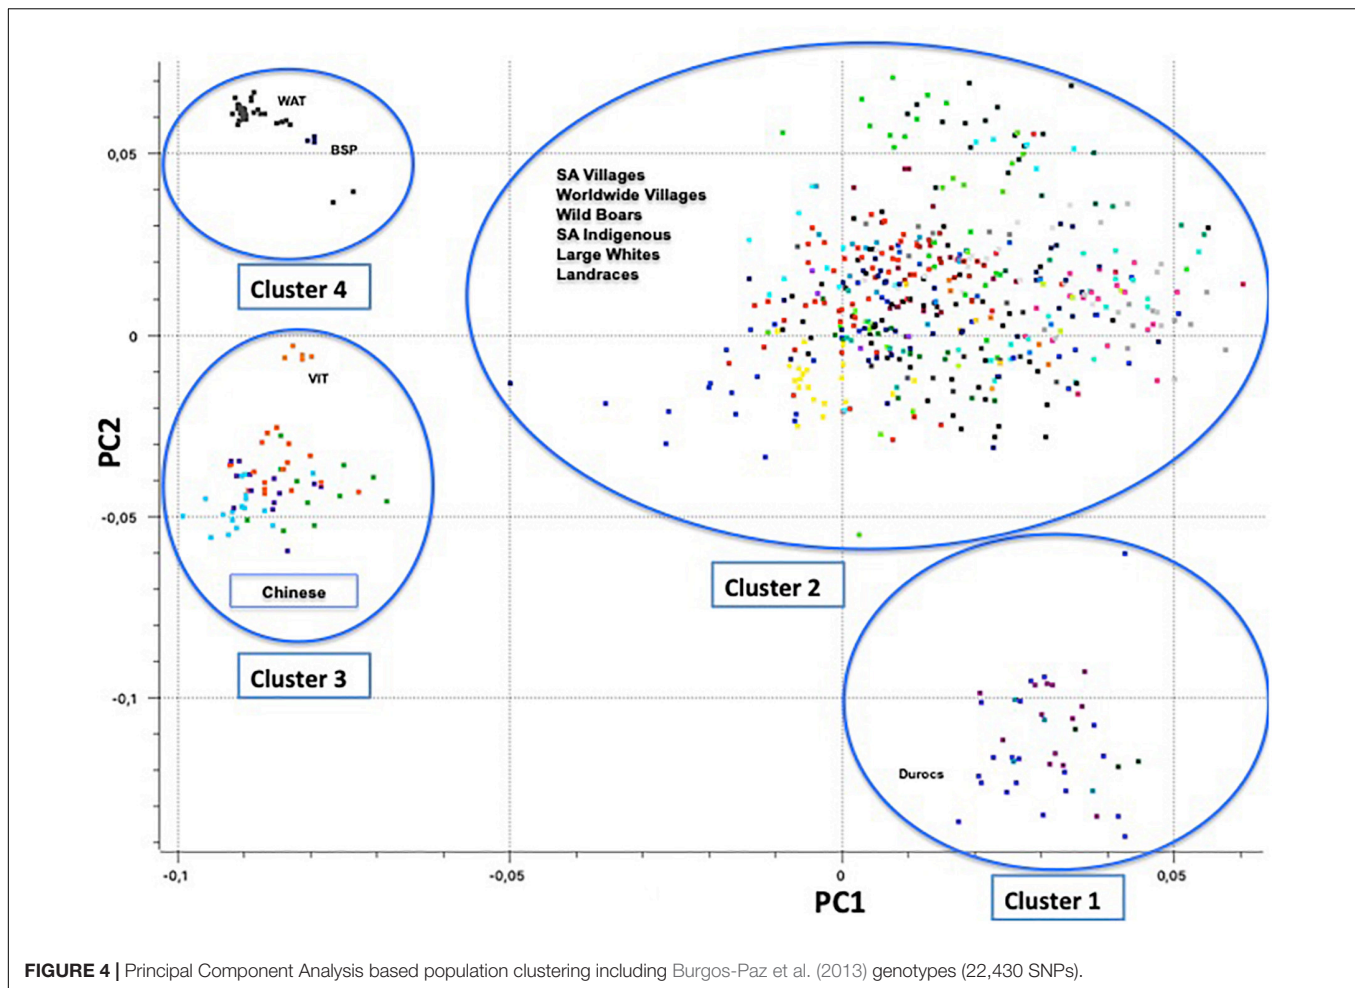 WAT
BSP
0,05
Cluster 4
SA Villages
Worldwide Villages
Wild Boars
SA Indigenous
Large Whites
Landraces
0
VIT
PC2
-0,05
Chinese
Cluster 3
Cluster 2
-0,1
Durocs
-0,1
-0,05
0
0,05
PC1
Cluster 1
FIGURE 4 | Principal Component Analysis based population clustering including Burgos-Paz et al. (2013) genotypes (22,430 SNPs).